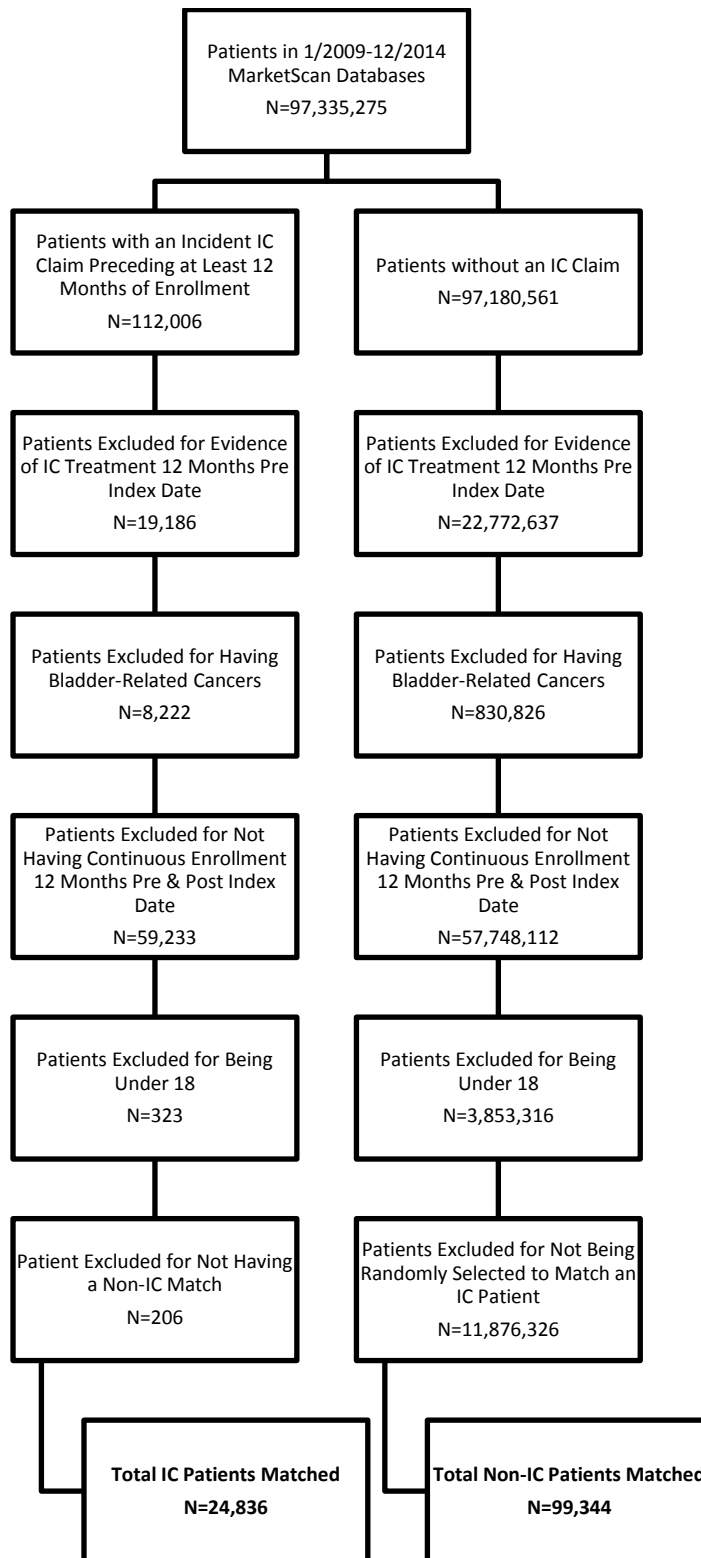 Patients in 1/2009-12/2014
MarketScan Databases
N=97,335,275
Patients with an Incident IC
Claim Preceding at Least 12
Months of Enrollment
N=112,006
Patients without an IC Claim
N=97,180,561
Patients Excluded for Evidence
of IC Treatment 12 Months Pre
Index Date
N=19,186
Patients Excluded for Evidence
of IC Treatment 12 Months Pre
Index Date
N=22,772,637
Patients Excluded for Having
Bladder-Related Cancers
N=8,222
Patients Excluded for Having
Bladder-Related Cancers
N=830,826
Patients Excluded for Not
Having Continuous Enrollment
12 Months Pre & Post Index
Date
N=59,233
Patients Excluded for Not
Having Continuous Enrollment
12 Months Pre & Post Index
Date
N=57,748,112
Patients Excluded for Being
Under 18
N=323
Patients Excluded for Being
Under 18
N=3,853,316
Patient Excluded for Not Having
a Non-IC Match
N=206
Patients Excluded for Not Being
Randomly Selected to Match an
IC Patient
N=11,876,326
Total IC Patients Matched
N=24,836
Total Non-IC Patients Matched
N=99,344